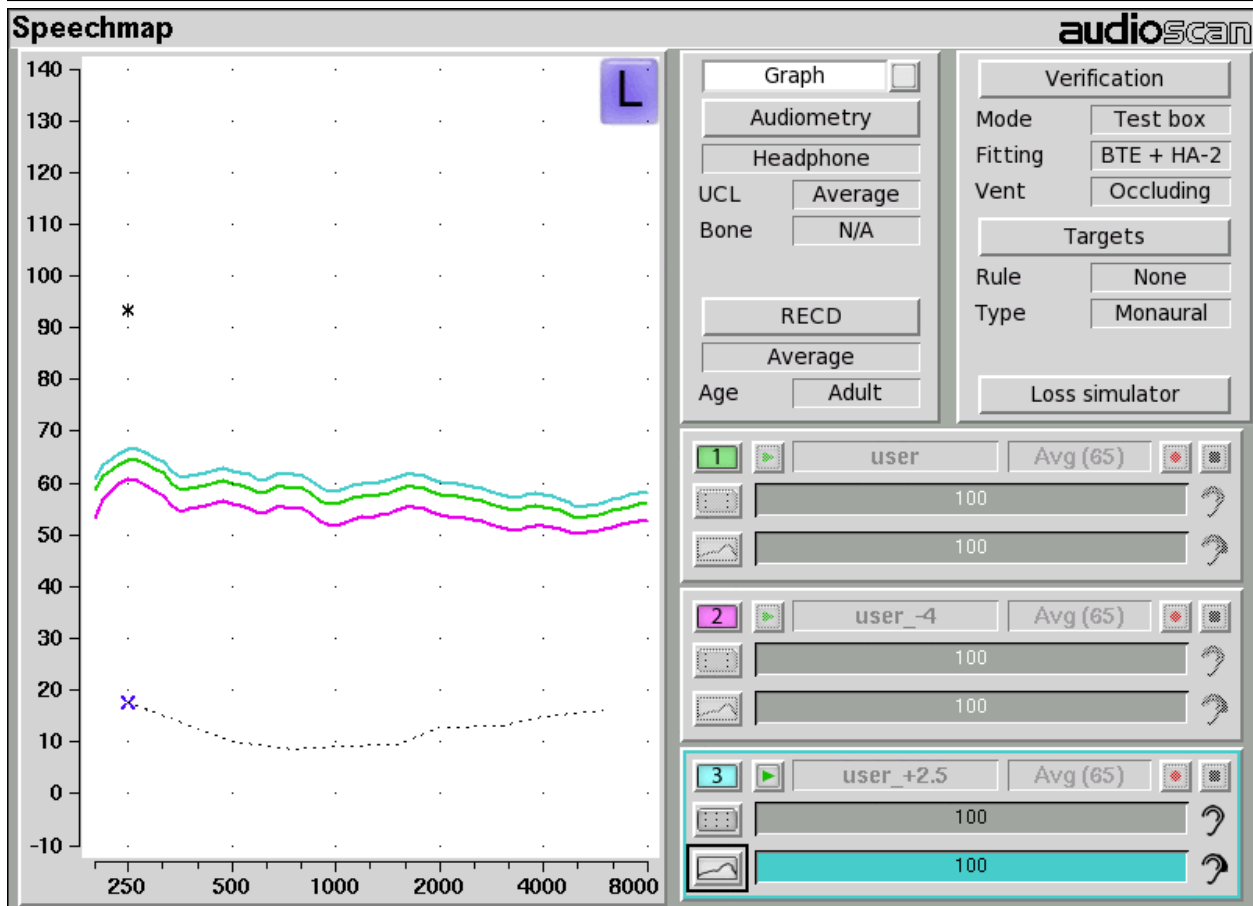 Speechmap
audioscan
140
130
120
110
100
90
80
70
60
50
40
30
20
10
0
-10
250 500 1000 2000 4000 8000
L
Graph
Audiometry
Headphone
UCL Average
Bone N/A
RECD
Average
Age Adult
Verification
Mode Test box
Fitting BTE + HA-2
Vent Occluding
Targets
Rule None
Type Monaural
Loss simulator
1 user Avg (65)
100
100
2 user_-4 Avg (65)
100
100
3 user_+2.5 Avg (65)
100
100